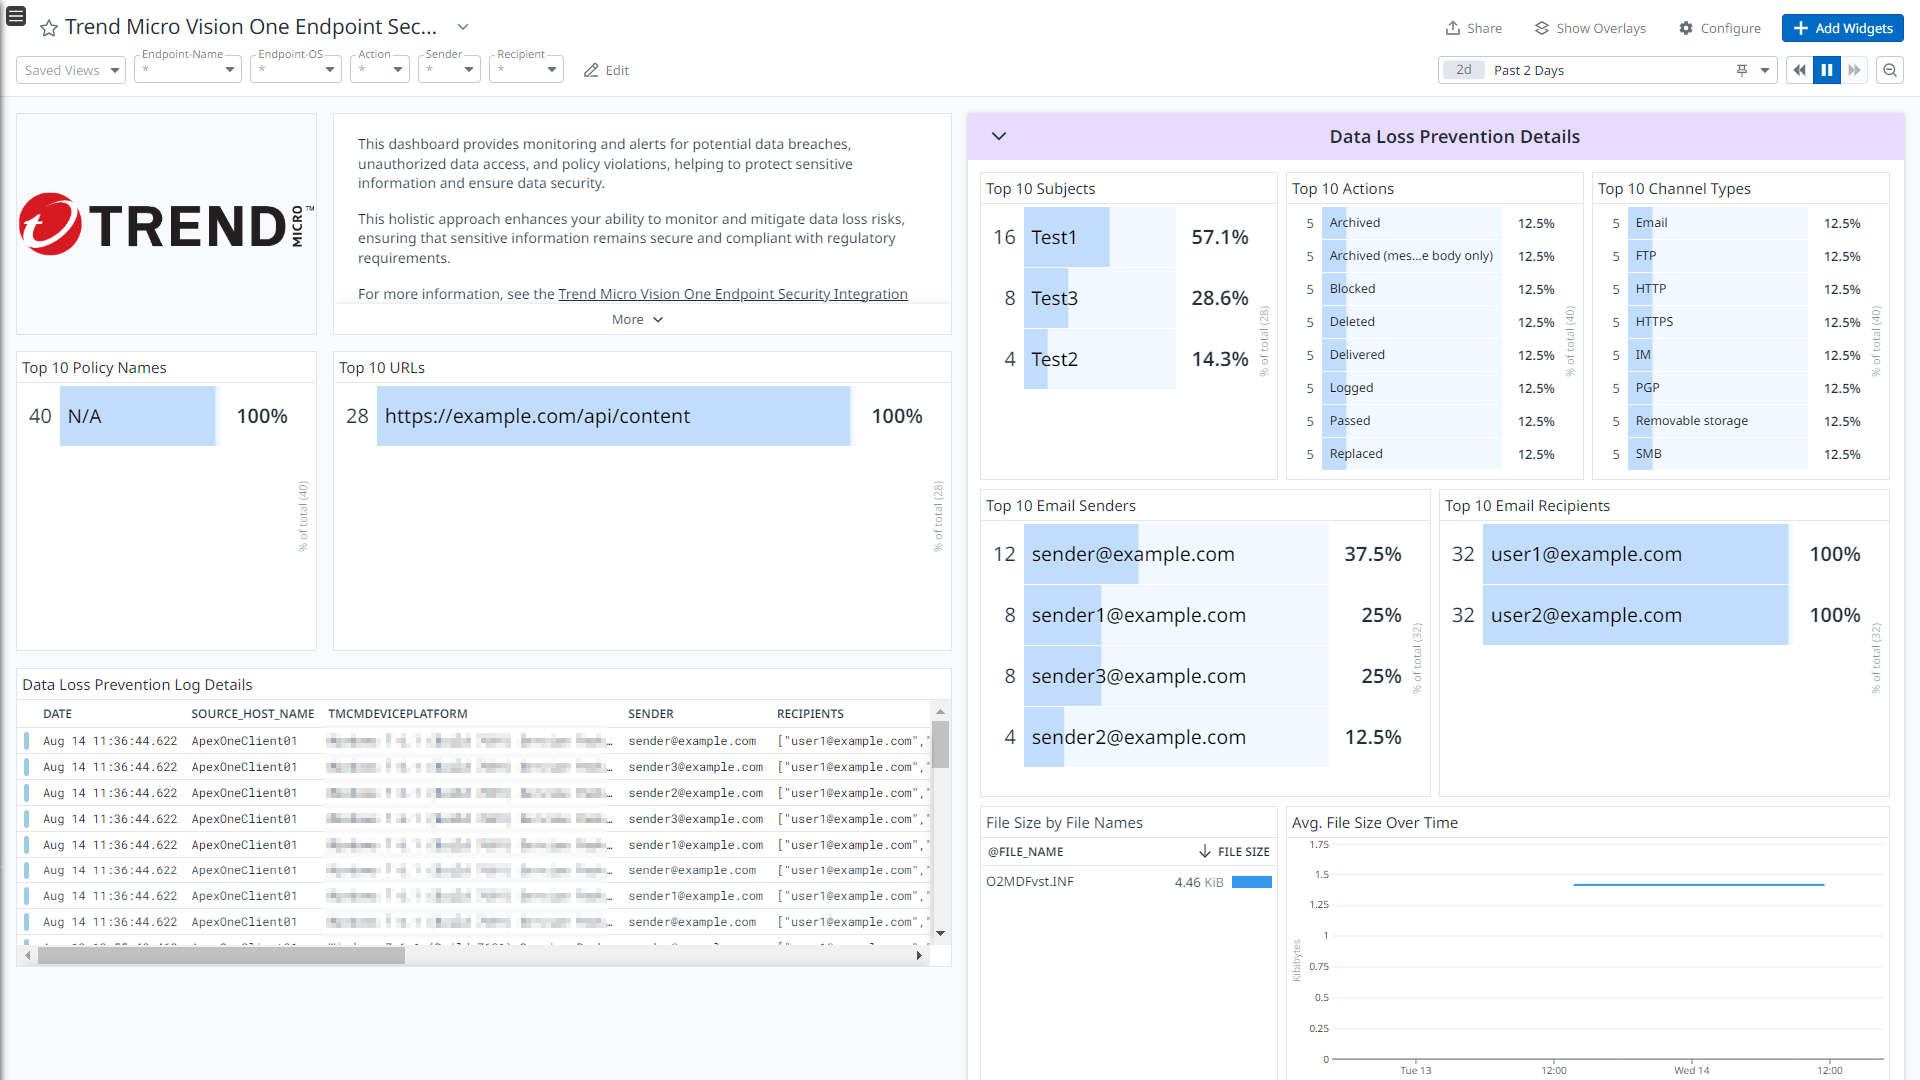 Trend Micro Vision One Endpoint Sec...
Share
Show Overlays
Configure
Add Widgets
Saved Views
Endpoint-Name
*
Endpoint-OS
*
Action
*
Sender
*
Recipient
*
Edit
2d
Past 2 Days
TREND
MICRO™
This dashboard provides monitoring and alerts for potential data breaches,
unauthorized data access, and policy violations, helping to protect sensitive
information and ensure data security.
This holistic approach enhances your ability to monitor and mitigate data loss risks,
ensuring that sensitive information remains secure and compliant with regulatory
requirements.
For more information, see the Trend Micro Vision One Endpoint Security Integration
More
Top 10 Policy Names
40 N/A 100%
% of total (40)
Top 10 URLs
28 https://example.com/api/content 100%
% of total (28)
Data Loss Prevention Log Details
DATE SOURCE_HOST_NAME TMCMDEVICEPLATFORM SENDER RECIPIENTS
Aug 14 11:36:44.622 ApexOneClient01 sender@example.com ["user1@example.com","
Aug 14 11:36:44.622 ApexOneClient01 sender3@example.com ["user1@example.com","
Aug 14 11:36:44.622 ApexOneClient01 sender2@example.com ["user1@example.com","
Aug 14 11:36:44.622 ApexOneClient01 sender3@example.com ["user1@example.com","
Aug 14 11:36:44.622 ApexOneClient01 sender1@example.com ["user1@example.com","
Aug 14 11:36:44.622 ApexOneClient01 sender@example.com ["user1@example.com","
Aug 14 11:36:44.622 ApexOneClient01 sender1@example.com ["user1@example.com","
Aug 14 11:36:44.622 ApexOneClient01 sender@example.com ["user1@example.com","
Data Loss Prevention Details
Top 10 Subjects
16 Test1 57.1%
8 Test3 28.6%
4 Test2 14.3%
% of total (28)
Top 10 Actions
5 Archived 12.5%
5 Archived (mes...e body only) 12.5%
5 Blocked 12.5%
5 Deleted 12.5%
5 Delivered 12.5%
5 Logged 12.5%
5 Passed 12.5%
5 Replaced 12.5%
% of total (40)
Top 10 Channel Types
5 Email 12.5%
5 FTP 12.5%
5 HTTP 12.5%
5 HTTPS 12.5%
5 IM 12.5%
5 PGP 12.5%
5 Removable storage 12.5%
5 SMB 12.5%
% of total (40)
Top 10 Email Senders
12 sender@example.com 37.5%
8 sender1@example.com 25%
8 sender3@example.com 25%
4 sender2@example.com 12.5%
% of total (32)
Top 10 Email Recipients
32 user1@example.com 100%
32 user2@example.com 100%
% of total (32)
File Size by File Names
@FILE_NAME FILE SIZE
O2MDFvst.INF 4.46 KiB
Avg. File Size Over Time
Kibibytes
1.75
1.5
1.25
1
0.75
0.5
0.25
0
Tue 13 12:00 Wed 14 12:00